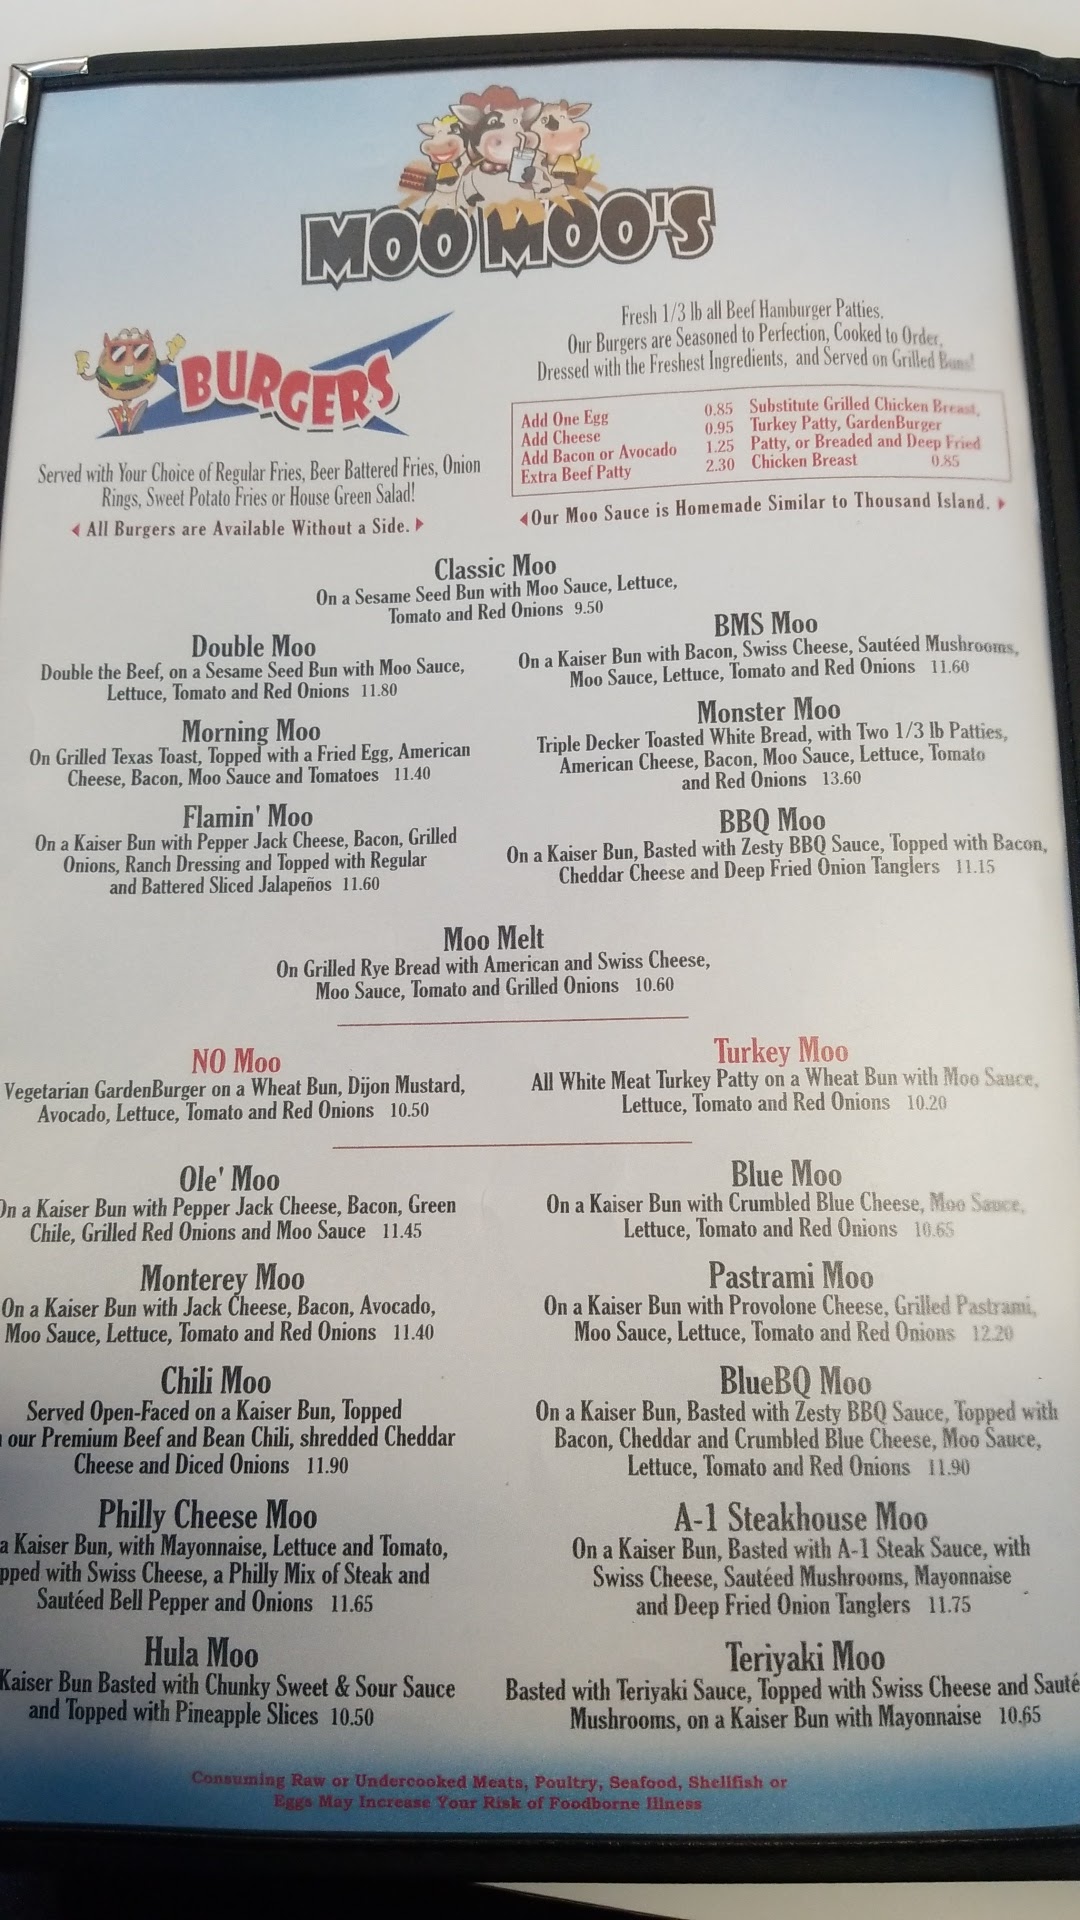 MOO MOO'S
BURGERS
Served with Your Choice of Regular Fries, Beer Battered Fries, Onion
Rings, Sweet Potato Fries or House Green Salad!
All Burgers are Available Without a Side.
Fresh 1/3 lb all Beef Hamburger Patties.
Our Burgers are Seasoned to Perfection, Cooked to Order,
Dressed with the Freshest Ingredients, and Served on Grilled Buns!
Add One Egg 0.85
Add Cheese 0.95
Add Bacon or Avocado 1.25
Extra Beef Patty 2.30
Substitute Grilled Chicken Breast,
Turkey Patty, GardenBurger
Patty, or Breaded and Deep Fried
Chicken Breast 0.85
Our Moo Sauce is Homemade Similar to Thousand Island.
Classic Moo
On a Sesame Seed Bun with Moo Sauce, Lettuce,
Tomato and Red Onions 9.50
Double Moo
Double the Beef, on a Sesame Seed Bun with Moo Sauce,
Lettuce, Tomato and Red Onions 11.80
BMS Moo
On a Kaiser Bun with Bacon, Swiss Cheese, Sautéed Mushrooms,
Moo Sauce, Lettuce, Tomato and Red Onions 11.60
Morning Moo
On Grilled Texas Toast, Topped with a Fried Egg, American
Cheese, Bacon, Moo Sauce and Tomatoes 11.40
Monster Moo
Triple Decker Toasted White Bread, with Two 1/3 lb Patties,
American Cheese, Bacon, Moo Sauce, Lettuce, Tomato
and Red Onions 13.60
Flamin' Moo
On a Kaiser Bun with Pepper Jack Cheese, Bacon, Grilled
Onions, Ranch Dressing and Topped with Regular
and Battered Sliced Jalapeños 11.60
BBQ Moo
On a Kaiser Bun, Basted with Zesty BBQ Sauce, Topped with Bacon,
Cheddar Cheese and Deep Fried Onion Tanglers 11.15
Moo Melt
On Grilled Rye Bread with American and Swiss Cheese,
Moo Sauce, Tomato and Grilled Onions 10.60
NO Moo
Vegetarian GardenBurger on a Wheat Bun, Dijon Mustard,
Avocado, Lettuce, Tomato and Red Onions 10.50
Turkey Moo
All White Meat Turkey Patty on a Wheat Bun with Moo Sauce,
Lettuce, Tomato and Red Onions 10.20
Ole' Moo
On a Kaiser Bun with Pepper Jack Cheese, Bacon, Green
Chile, Grilled Red Onions and Moo Sauce 11.45
Blue Moo
On a Kaiser Bun with Crumbled Blue Cheese, Moo Sauce,
Lettuce, Tomato and Red Onions 10.65
Monterey Moo
On a Kaiser Bun with Jack Cheese, Bacon, Avocado,
Moo Sauce, Lettuce, Tomato and Red Onions 11.40
Pastrami Moo
On a Kaiser Bun with Provolone Cheese, Grilled Pastrami,
Moo Sauce, Lettuce, Tomato and Red Onions 12.20
Chili Moo
Served Open-Faced on a Kaiser Bun, Topped
our Premium Beef and Bean Chili, shredded Cheddar
Cheese and Diced Onions 11.90
BlueBQ Moo
On a Kaiser Bun, Basted with Zesty BBQ Sauce, Topped with
Bacon, Cheddar and Crumbled Blue Cheese, Moo Sauce,
Lettuce, Tomato and Red Onions 11.90
Philly Cheese Moo
a Kaiser Bun, with Mayonnaise, Lettuce and Tomato,
pped with Swiss Cheese, a Philly Mix of Steak and
Sautéed Bell Pepper and Onions 11.65
A-1 Steakhouse Moo
On a Kaiser Bun, Basted with A-1 Steak Sauce, with
Swiss Cheese, Sautéed Mushrooms, Mayonnaise
and Deep Fried Onion Tanglers 11.75
Hula Moo
Kaiser Bun Basted with Chunky Sweet & Sour Sauce
and Topped with Pineapple Slices 10.50
Teriyaki Moo
Basted with Teriyaki Sauce, Topped with Swiss Cheese and Sauté
Mushrooms, on a Kaiser Bun with Mayonnaise 10.65
Consuming Raw or Undercooked Meats, Poultry, Seafood, Shellfish or
Eggs May Increase Your Risk of Foodborne Illness